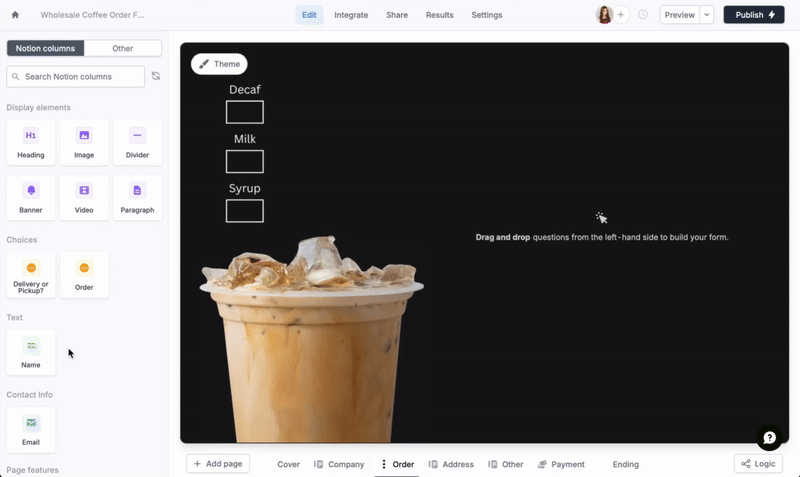 Wholesale Coffee Order F...
Edit
Integrate
Share
Results
Settings
Preview
Publish
Notion columns
Other
Search Notion columns
Display elements
H1
Heading
Image
Divider
Banner
Video
Paragraph
Choices
Delivery or
Pickup?
Order
Text
Name
Contact Info
Email
Page features
Theme
Decaf
Milk
Syrup
Drag and drop questions from the left-hand side to build your form.
+ Add page
Cover
Company
Order
Address
Other
Payment
Ending
Logic